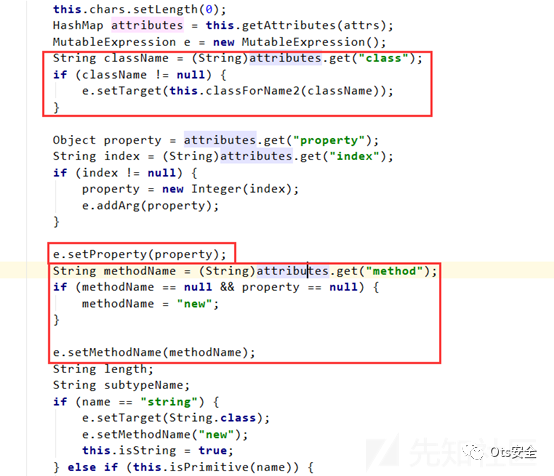 this.chars.setLength(0);
HashMap attributes = this.getAttributes(attrs);
MutableExpression e = new MutableExpression();
String className = (String)attributes.get("class");
if (className != null) {
e.setTarget(this.classForName2(className));
}
Object property = attributes.get("property");
String index = (String)attributes.get("index");
if (index != null) {
property = new Integer(index);
e.addArg(property);
}
e.setProperty(property);
String methodName = (String)attributes.get("method");
if (methodName == null && property == null) {
methodName = "new";
}
e.setMethodName(methodName);
String length;
String subtypeName;
if (name == "string") {
e.setTarget(String.class);
e.setMethodName("new");
this.isString = true;
} else if (this.isPrimitive(name)) {
先知社区
Ots安全